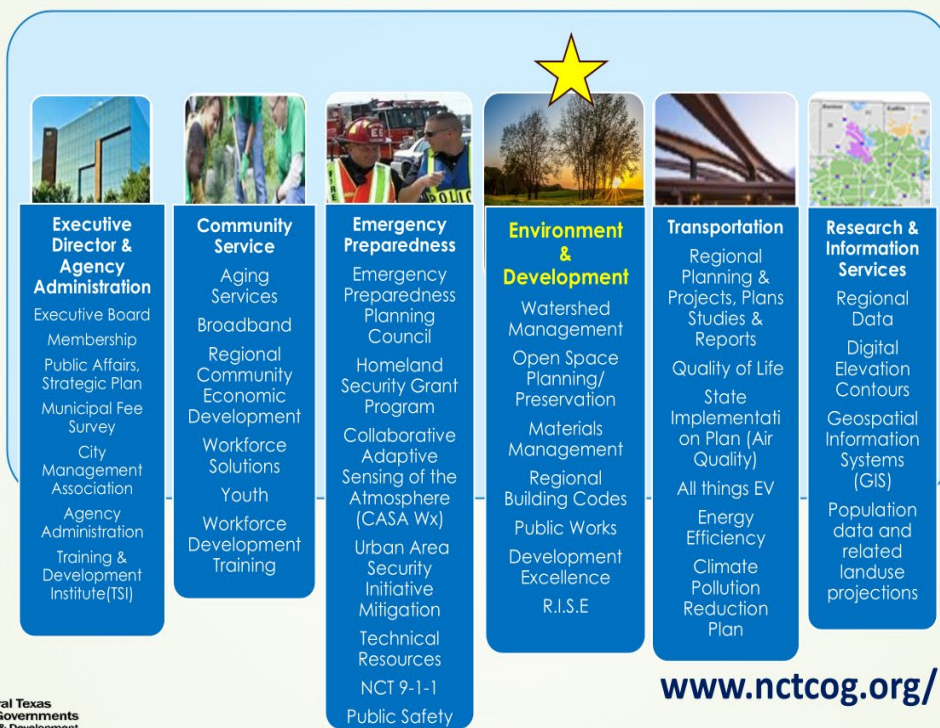 Executive
Director &
Agency
Administration
Executive Board
Membership
Public Affairs,
Strategic Plan
Municipal Fee
Survey
City
Management
Association
Agency
Administration
Training &
Development
Institute(TSI)
Community
Service
Aging
Services
Broadband
Regional
Community
Economic
Development
Workforce
Solutions
Youth
Workforce
Development
Training
Emergency
Preparedness
Emergency
Preparedness
Planning
Council
Homeland
Security Grant
Program
Collaborative
Adaptive
Sensing of the
Atmosphere
(CASA Wx)
Urban Area
Security
Initiative
Mitigation
Technical
Resources
NCT 9-1-1
Public Safety
Environment
&
Development
Watershed
Management
Open Space
Planning/
Preservation
Materials
Management
Regional
Building Codes
Public Works
Development
Excellence
R.I.S.E
Transportation
Regional
Planning &
Projects, Plans
Studies &
Reports
Quality of Life
State
Implementati
on Plan (Air
Quality)
All things EV
Energy
Efficiency
Climate
Pollution
Reduction
Plan
Research &
Information
Services
Regional
Data
Digital
Elevation
Contours
Geospatial
Information
Systems
(GIS)
Population
data and
related
landuse
projections
www.nctcog.org/
al Texas
Governments
& Development